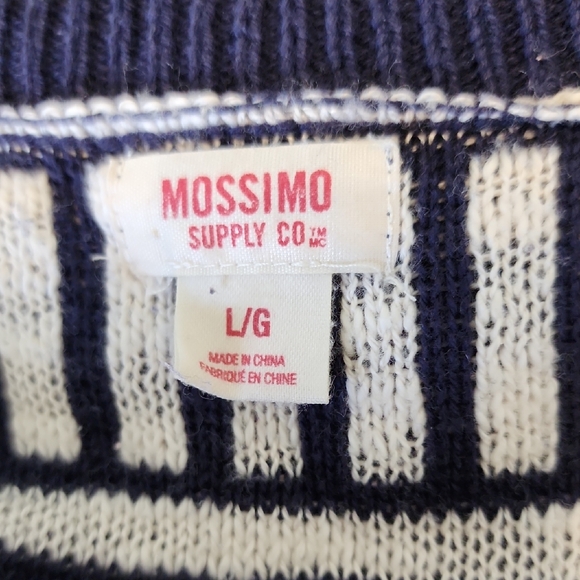 MOSSIMO
SUPPLY CO ™ MC
L/G
MADE IN CHINA
FABRIQUÉ EN CHINE